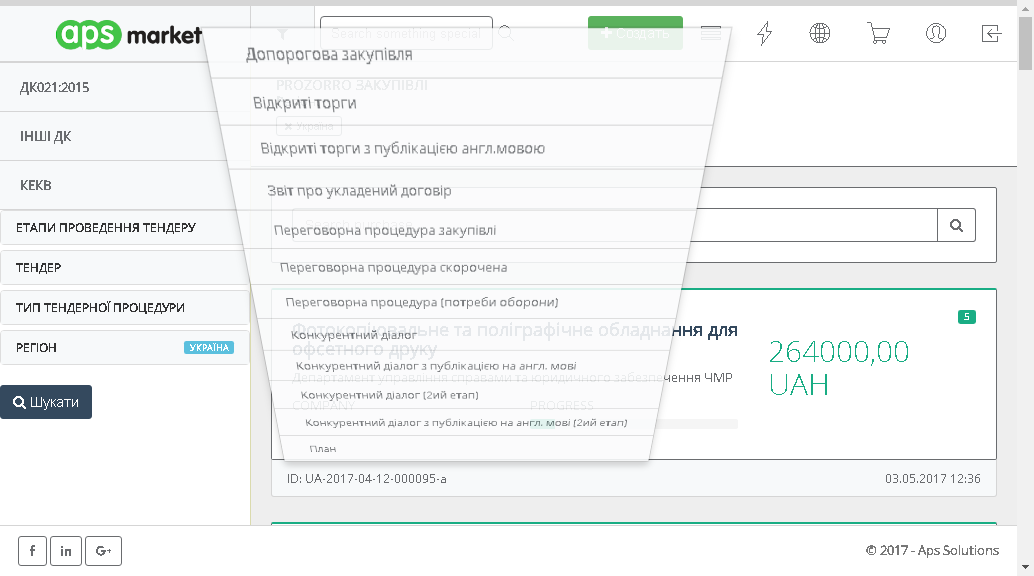 aps market
Search something special
+ Создать
ДК021:2015
ІНШІ ДК
КЕКВ
ЕТАПИ ПРОВЕДЕННЯ ТЕНДЕРУ
ТЕНДЕР
ТИП ТЕНДЕРНОЇ ПРОЦЕДУРИ
РЕГІОН УКРАЇНА
Шукати
Допорогова закупівля
PROZORRO ЗАКУПІВЛІ
Відкриті торги
× Україна
Відкриті торги з публікацією англ.мовою
Звіт про укладений договір
Переговорна процедура закупівлі
Переговорна процедура скорочена
Переговорна процедура (потреби оборони)
Конкурентний діалог
Конкурентний діалог з публікацією на англ. мові
Конкурентний діалог (2ий етап)
Конкурентний діалог з публікацією на англ. мові (2ий етап)
План
Фотокопіювальне та поліграфічне обладнання для
офсетного друку
Департамент управління справами та юридичного забезпечення ЧМР
COMPANY PROGRESS
5
264000,00
UAH
ID: UA-2017-04-12-000095-a 03.05.2017 12:36
f in G+
© 2017 - Aps Solutions